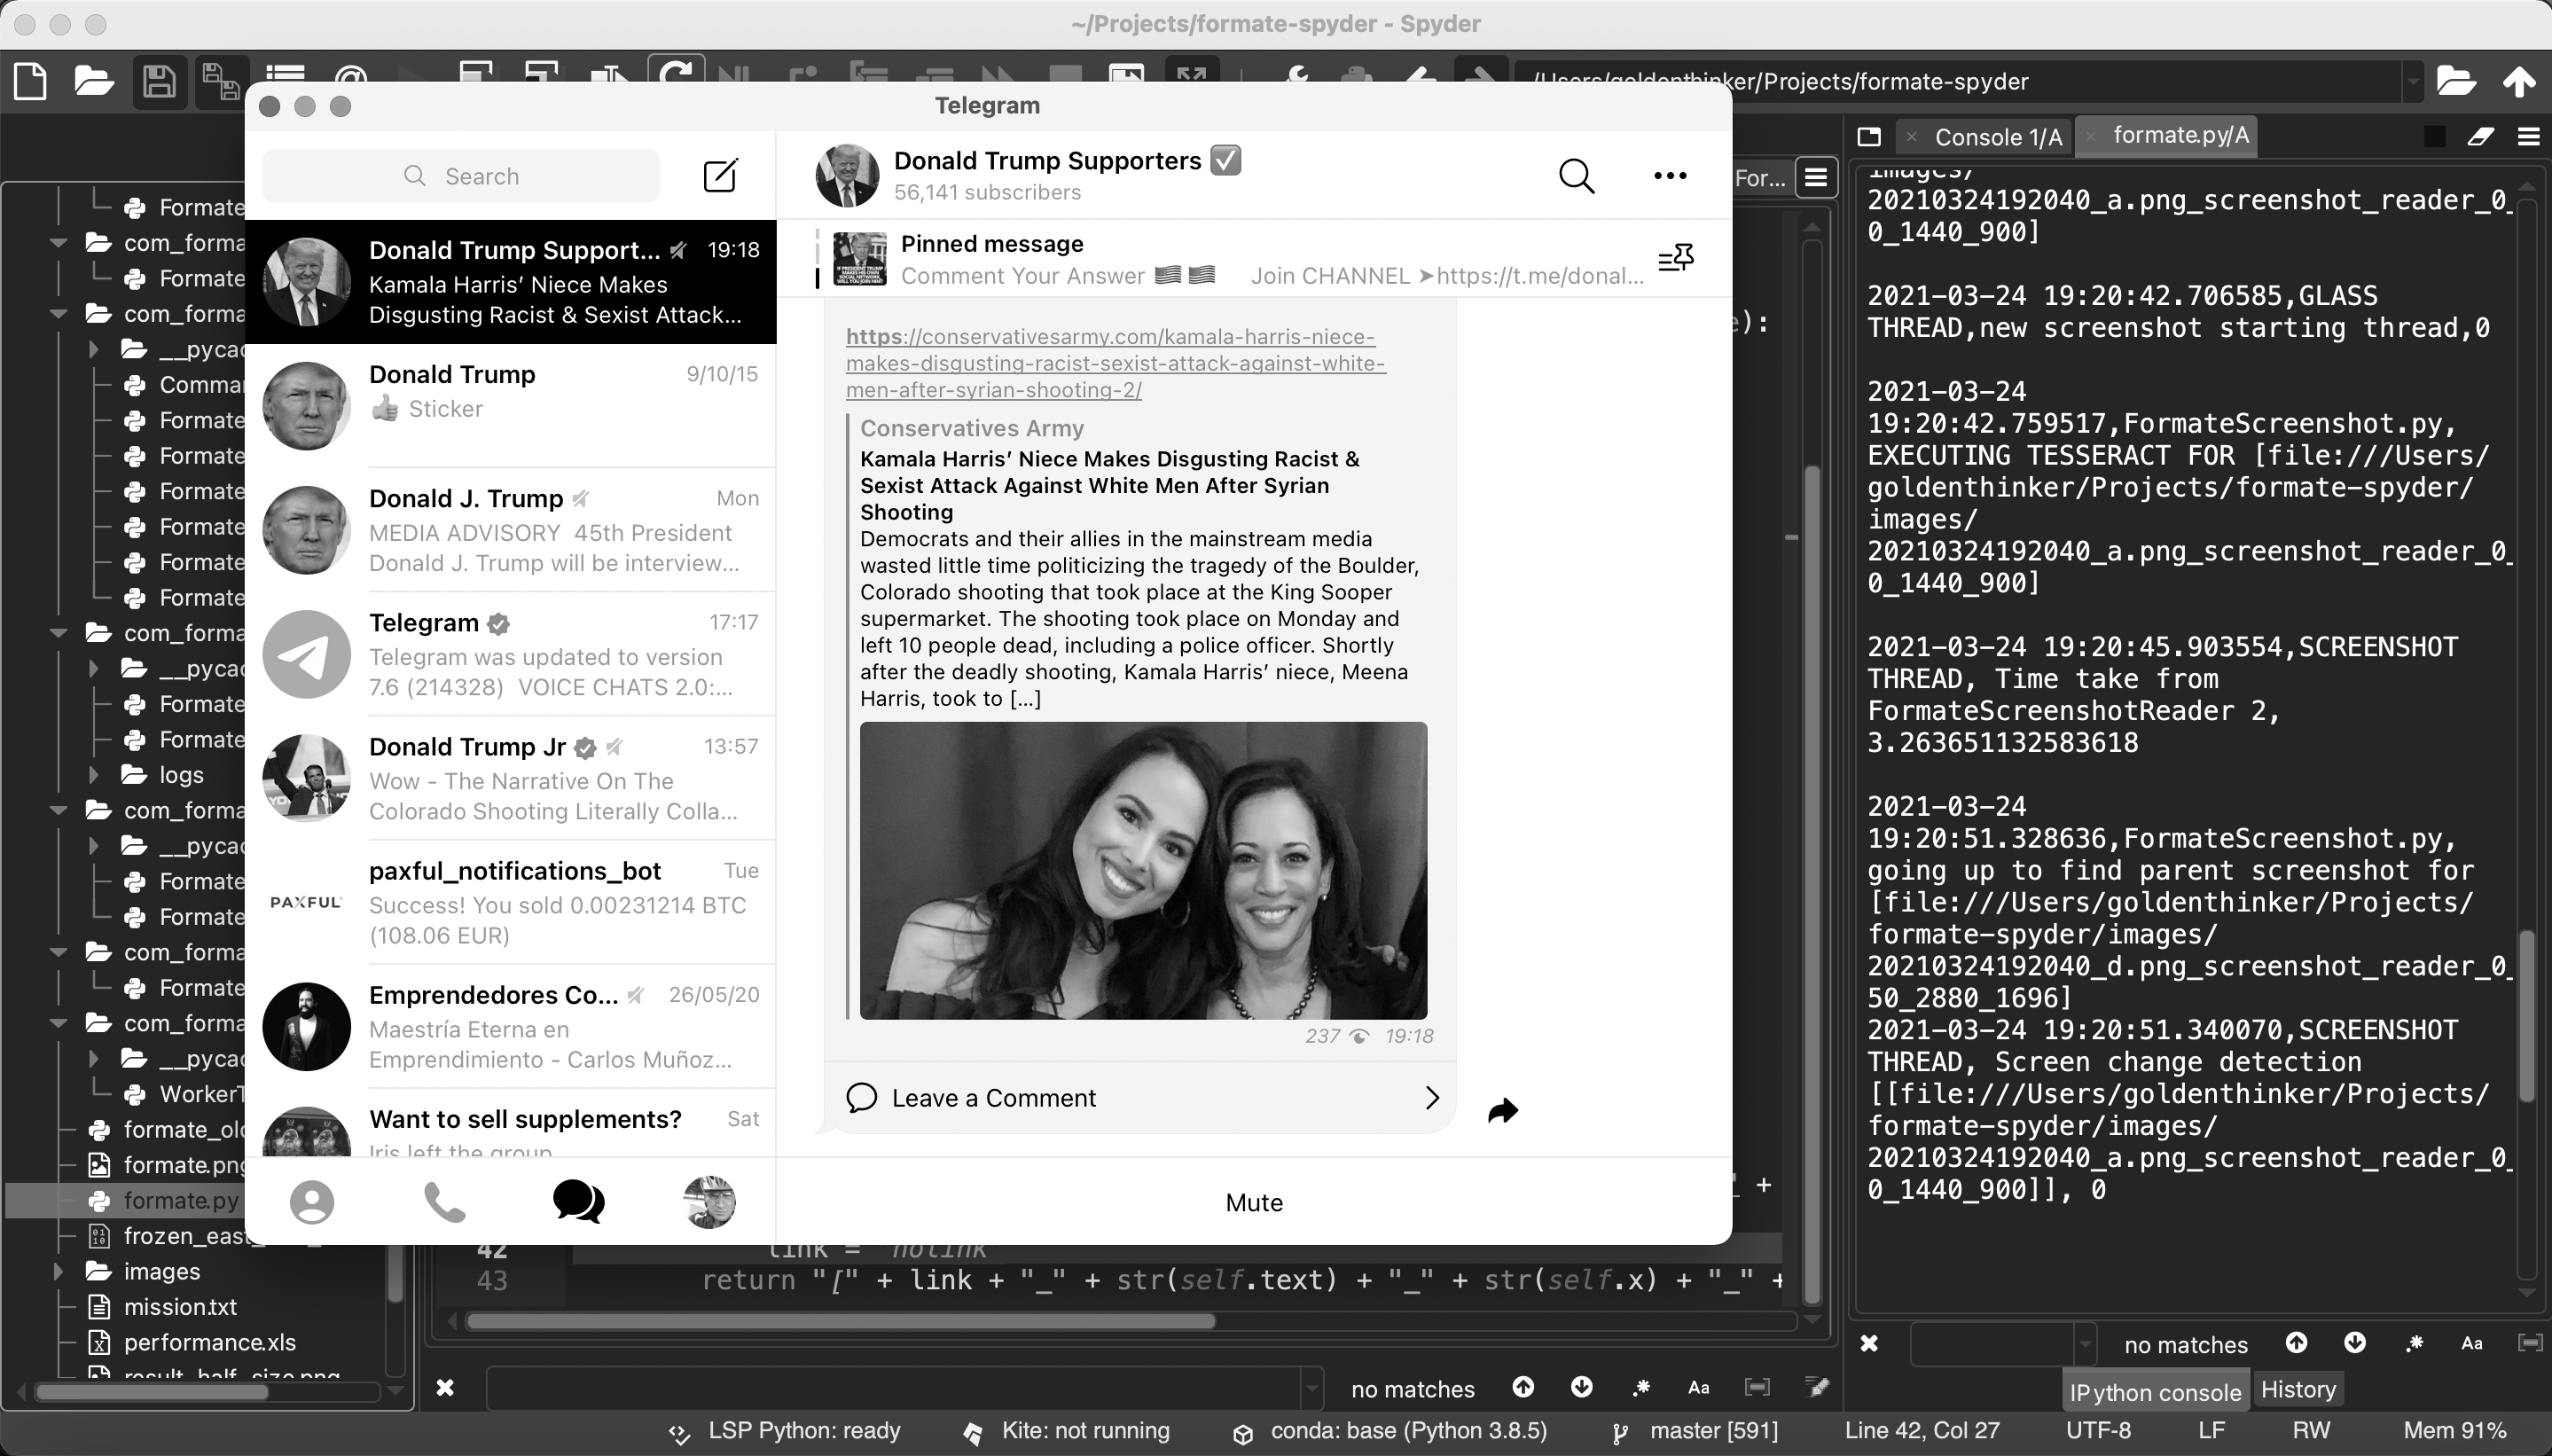 ~/Projects/formate-spyder - Spyder
/Users/goldenthinker/Projects/formate-spyder
Telegram
Search
Donald Trump Support... 19:18
Kamala Harris’ Niece Makes
Disgusting Racist & Sexist Attack...
Donald Trump 9/10/15
👍 Sticker
Donald J. Trump Mon
MEDIA ADVISORY 45th President
Donald J. Trump will be interview...
Telegram 17:17
Telegram was updated to version
7.6 (214328) VOICE CHATS 2.0:...
Donald Trump Jr 13:57
Wow - The Narrative On The
Colorado Shooting Literally Colla...
paxful_notifications_bot Tue
PAXFUL
Success! You sold 0.00231214 BTC
(108.06 EUR)
Emprendedores Co... 26/05/20
Maestría Eterna en
Emprendimiento - Carlos Muñoz...
Want to sell supplements? Sat
Iris left the group
Donald Trump Supporters ☑
56,141 subscribers
Pinned message
Comment Your Answer 🇺🇸 🇺🇸 Join CHANNEL ➤https://t.me/donal...
https://conservativesarmy.com/kamala-harris-niece-
makes-disgusting-racist-sexist-attack-against-white-
men-after-syrian-shooting-2/
Conservatives Army
Kamala Harris’ Niece Makes Disgusting Racist &
Sexist Attack Against White Men After Syrian
Shooting
Democrats and their allies in the mainstream media
wasted little time politicizing the tragedy of the Boulder,
Colorado shooting that took place at the King Sooper
supermarket. The shooting took place on Monday and
left 10 people dead, including a police officer. Shortly
after the deadly shooting, Kamala Harris’ niece, Meena
Harris, took to [...]
237 19:18
Leave a Comment
Mute
Formate
com_forma
Formate
com_forma
__pycac
Comma
Formate
Formate
Formate
Formate
Formate
Formate
com_forma
__pycac
Formate
Formate
logs
com_forma
__pycac
Formate
Formate
com_forma
Formate
com_forma
__pycac
WorkerT
formate_old
formate.png
formate.py
frozen_east_
images
mission.txt
performance.xls
result_half_size.png
For...
e):
_" +
42 link = "nolink"
43 return "[" + link + "_" + str(self.text) + "_" + str(self.x) + "_" +
no matches
Aa
Console 1/A
formate.py/A
images/
20210324192040_a.png_screenshot_reader_0_
0_1440_900]
2021-03-24 19:20:42.706585,GLASS
THREAD,new screenshot starting thread,0
2021-03-24
19:20:42.759517,FormateScreenshot.py,
EXECUTING TESSERACT FOR [file:///Users/
goldenthinker/Projects/formate-spyder/
images/
20210324192040_a.png_screenshot_reader_0_
0_1440_900]
2021-03-24 19:20:45.903554,SCREENSHOT
THREAD, Time take from
FormateScreenshotReader 2,
3.263651132583618
2021-03-24
19:20:51.328636,FormateScreenshot.py,
going up to find parent screenshot for
[file:///Users/goldenthinker/Projects/
formate-spyder/images/
20210324192040_d.png_screenshot_reader_0_
50_2880_1696]
2021-03-24 19:20:51.340070,SCREENSHOT
THREAD, Screen change detection
[[file:///Users/goldenthinker/Projects/
formate-spyder/images/
20210324192040_a.png_screenshot_reader_0_
0_1440_900]], 0
no matches
Aa
IPython console
History
LSP Python: ready
Kite: not running
conda: base (Python 3.8.5)
master [591]
Line 42, Col 27
UTF-8
LF
RW
Mem 91%